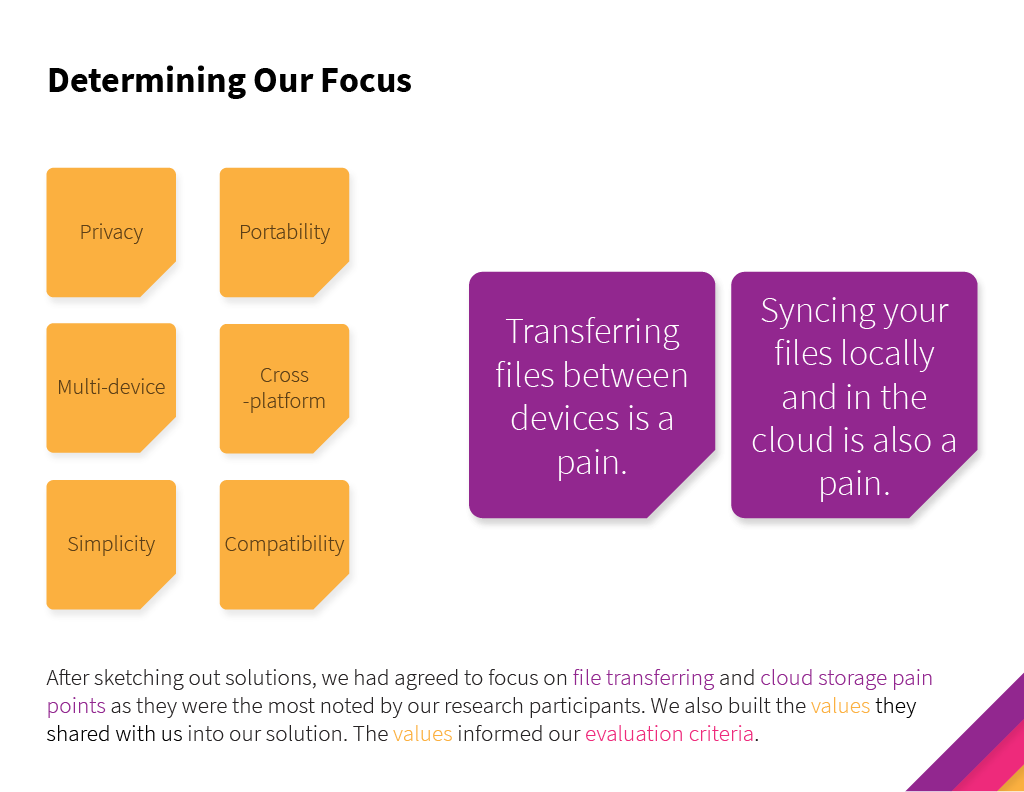 Determining Our Focus
Privacy
Portability
Multi-device
Cross
-platform
Simplicity
Compatibility
Transferring
files between
devices is a
pain.
Syncing your
files locally
and in the
cloud is also a
pain.
After sketching out solutions, we had agreed to focus on file transferring and cloud storage pain
points as they were the most noted by our research participants. We also built the values they
shared with us into our solution. The values informed our evaluation criteria.